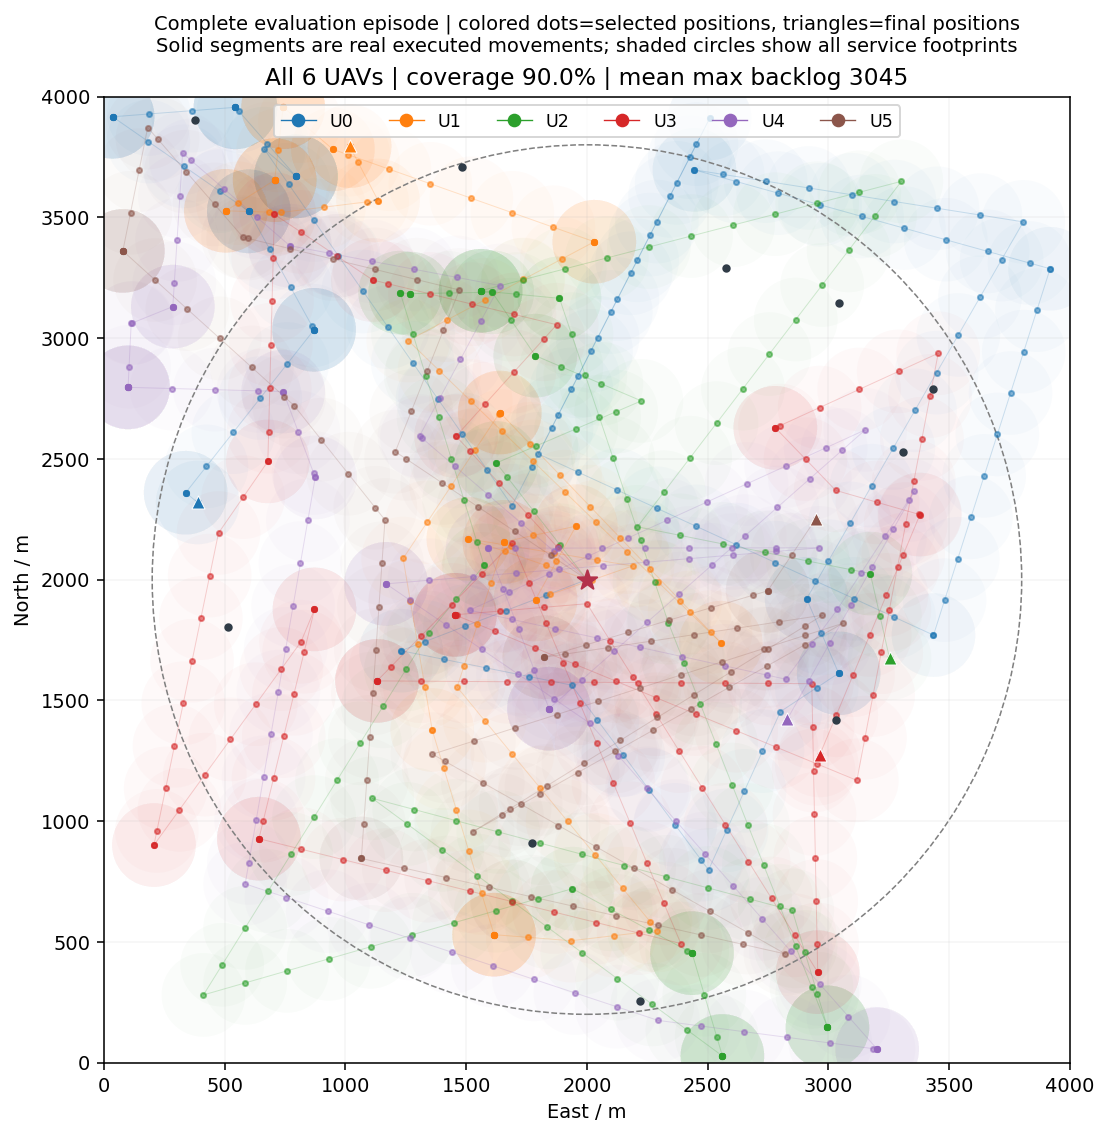 Complete evaluation episode | colored dots=selected positions, triangles=final positions
Solid segments are real executed movements; shaded circles show all service footprints
All 6 UAVs | coverage 90.0% | mean max backlog 3045
U0 U1 U2 U3 U4 U5
4000
3500
3000
2500
2000
1500
1000
500
0
North / m
0 500 1000 1500 2000 2500 3000 3500 4000
East / m